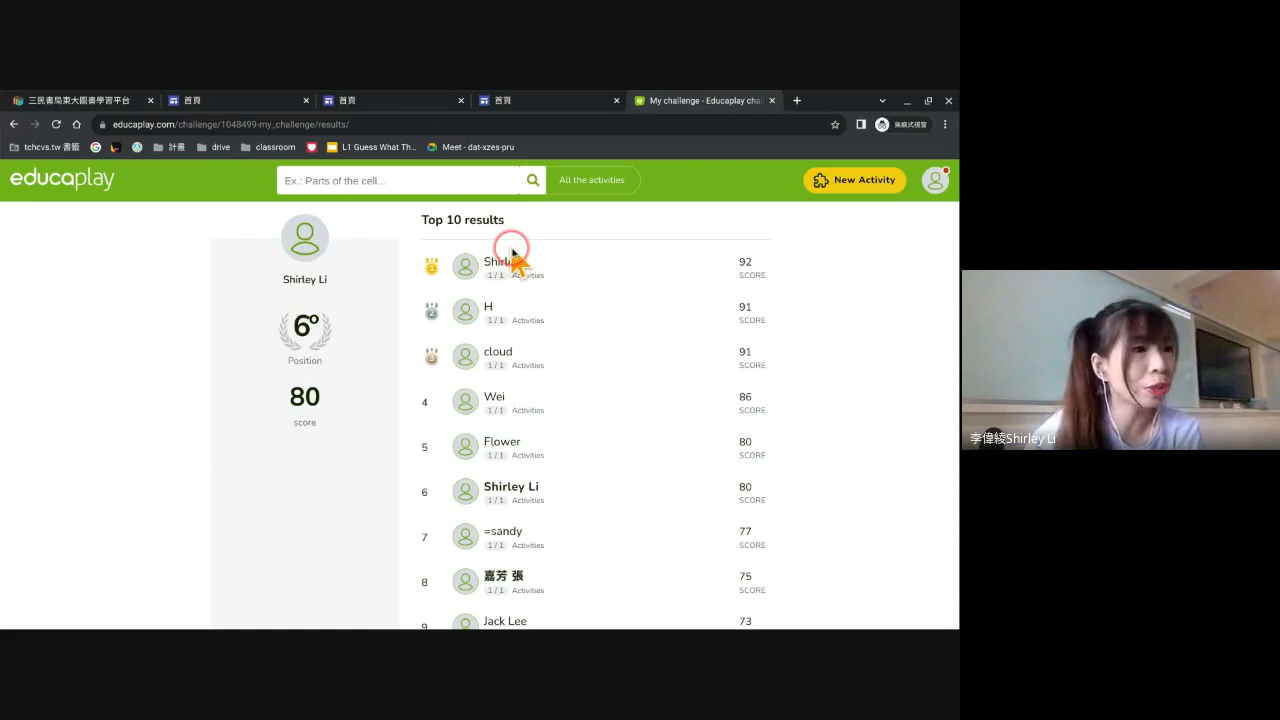 三民書局東大圖書學習平台
首頁
首頁
首頁
My challenge - Educaplay chal
educaplay.com/challenge/1048499-my_challenge/results/
無痕式視窗
tchcvs.tw 書籤
計畫
drive
classroom
L1 Guess What Th...
Meet - dat-xzes-pru
educaplay
Ex.: Parts of the cell...
All the activities
New Activity
Shirley Li
6º
Position
80
score
Top 10 results
1
92
1 / 1 Activities
SCORE
2
H
91
1 / 1 Activities
SCORE
3
cloud
91
1 / 1 Activities
SCORE
4
Wei
86
1 / 1 Activities
SCORE
5
Flower
80
1 / 1 Activities
SCORE
6
Shirley Li
80
1 / 1 Activities
SCORE
7
=sandy
77
1 / 1 Activities
SCORE
8
嘉芳 張
75
1 / 1 Activities
SCORE
9
Jack Lee
73
李偉綾Shirley Li